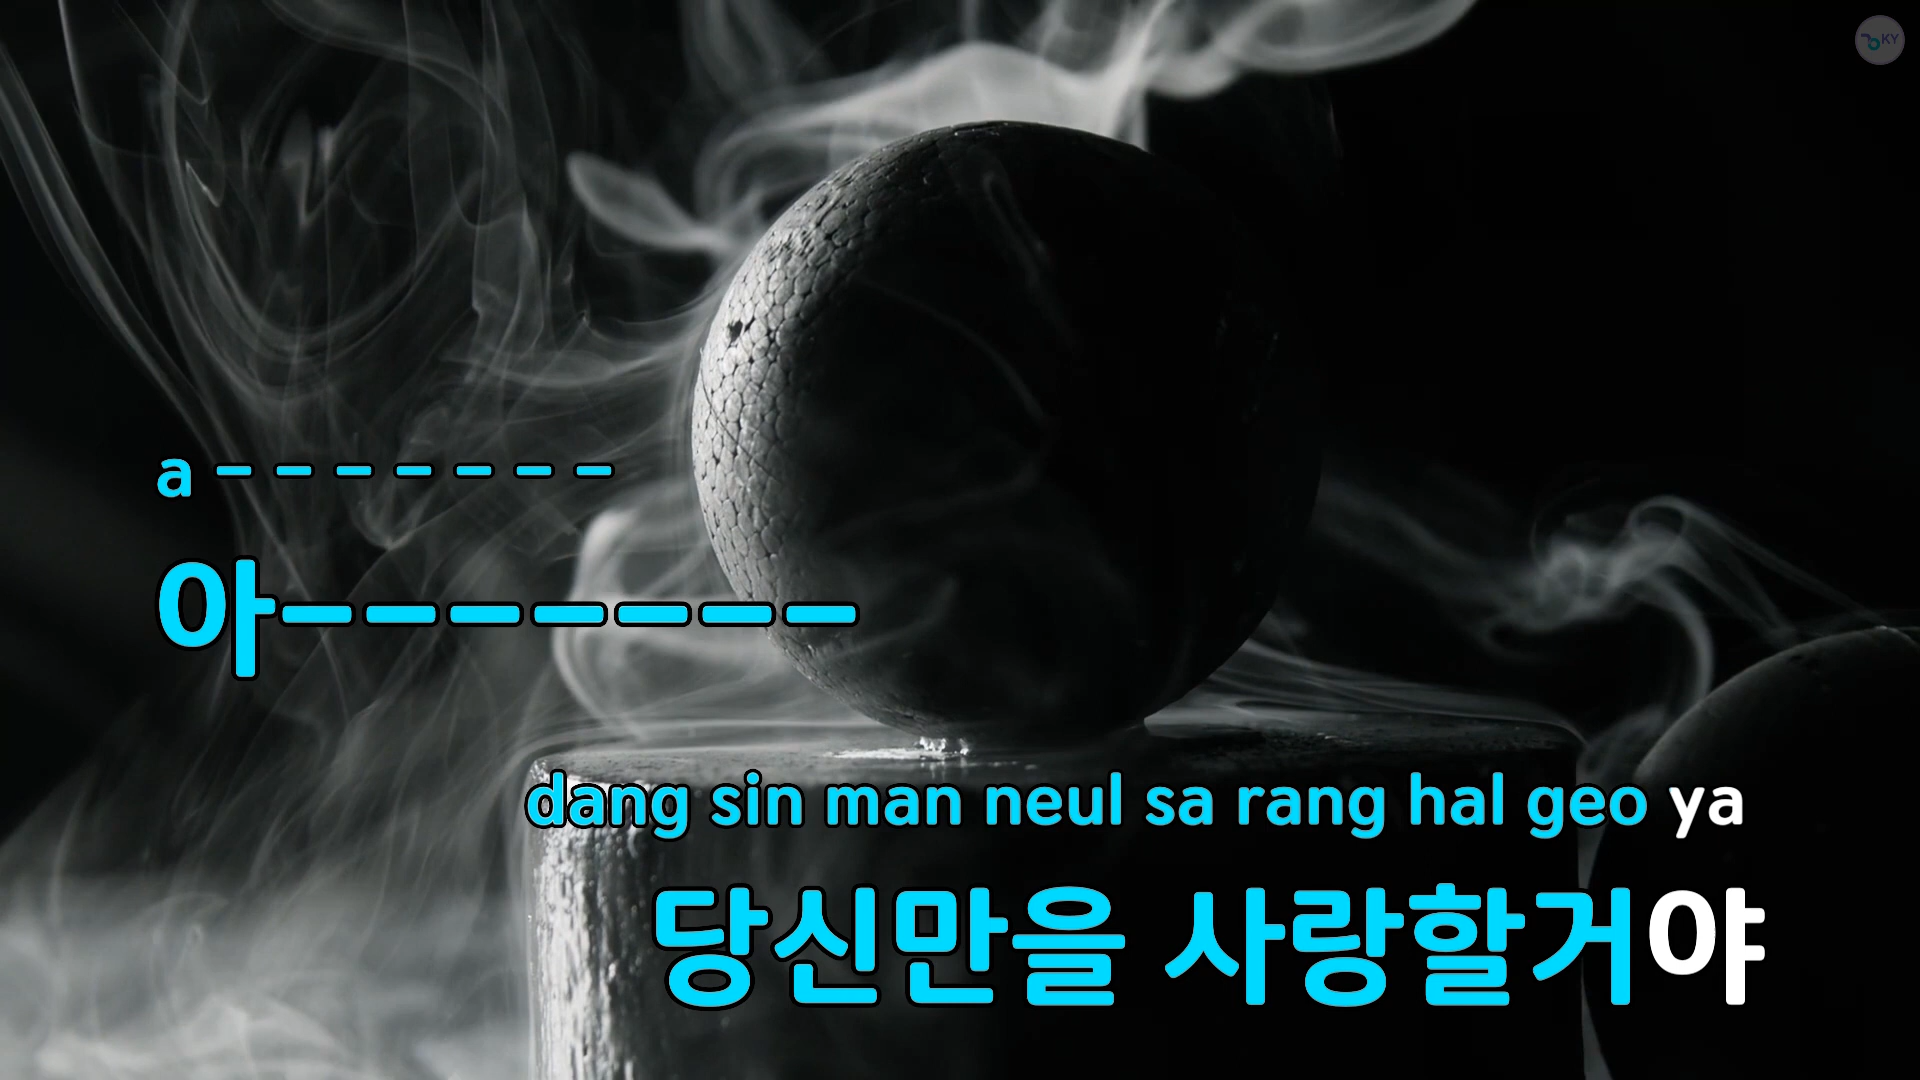 KY
a - - - - - - -
아-------
dang sin man neul sa rang hal geo ya
당신만을 사랑할거야